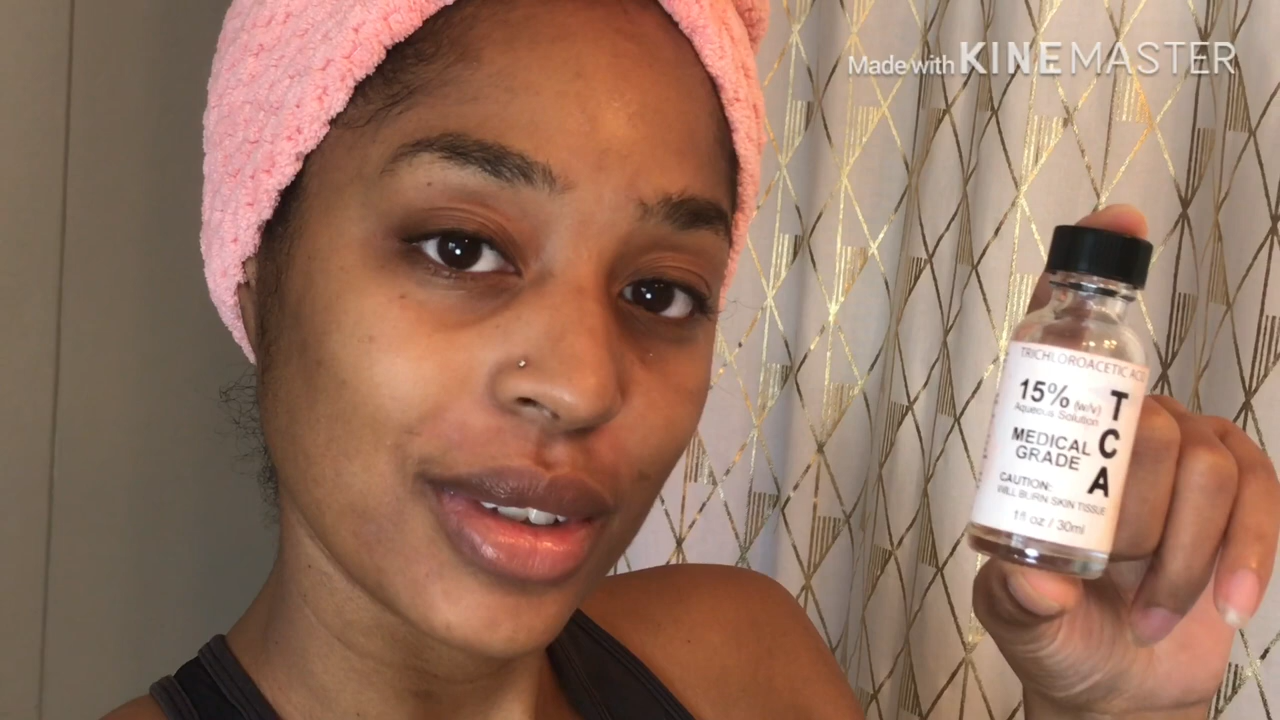 Made with KINEMASTER
TRICHLOROACETIC ACID
15% (w/v)
Aqueous Solution
MEDICAL
GRADE
TCA
CAUTION:
WILL BURN SKIN TISSUE
1 fl oz / 30ml